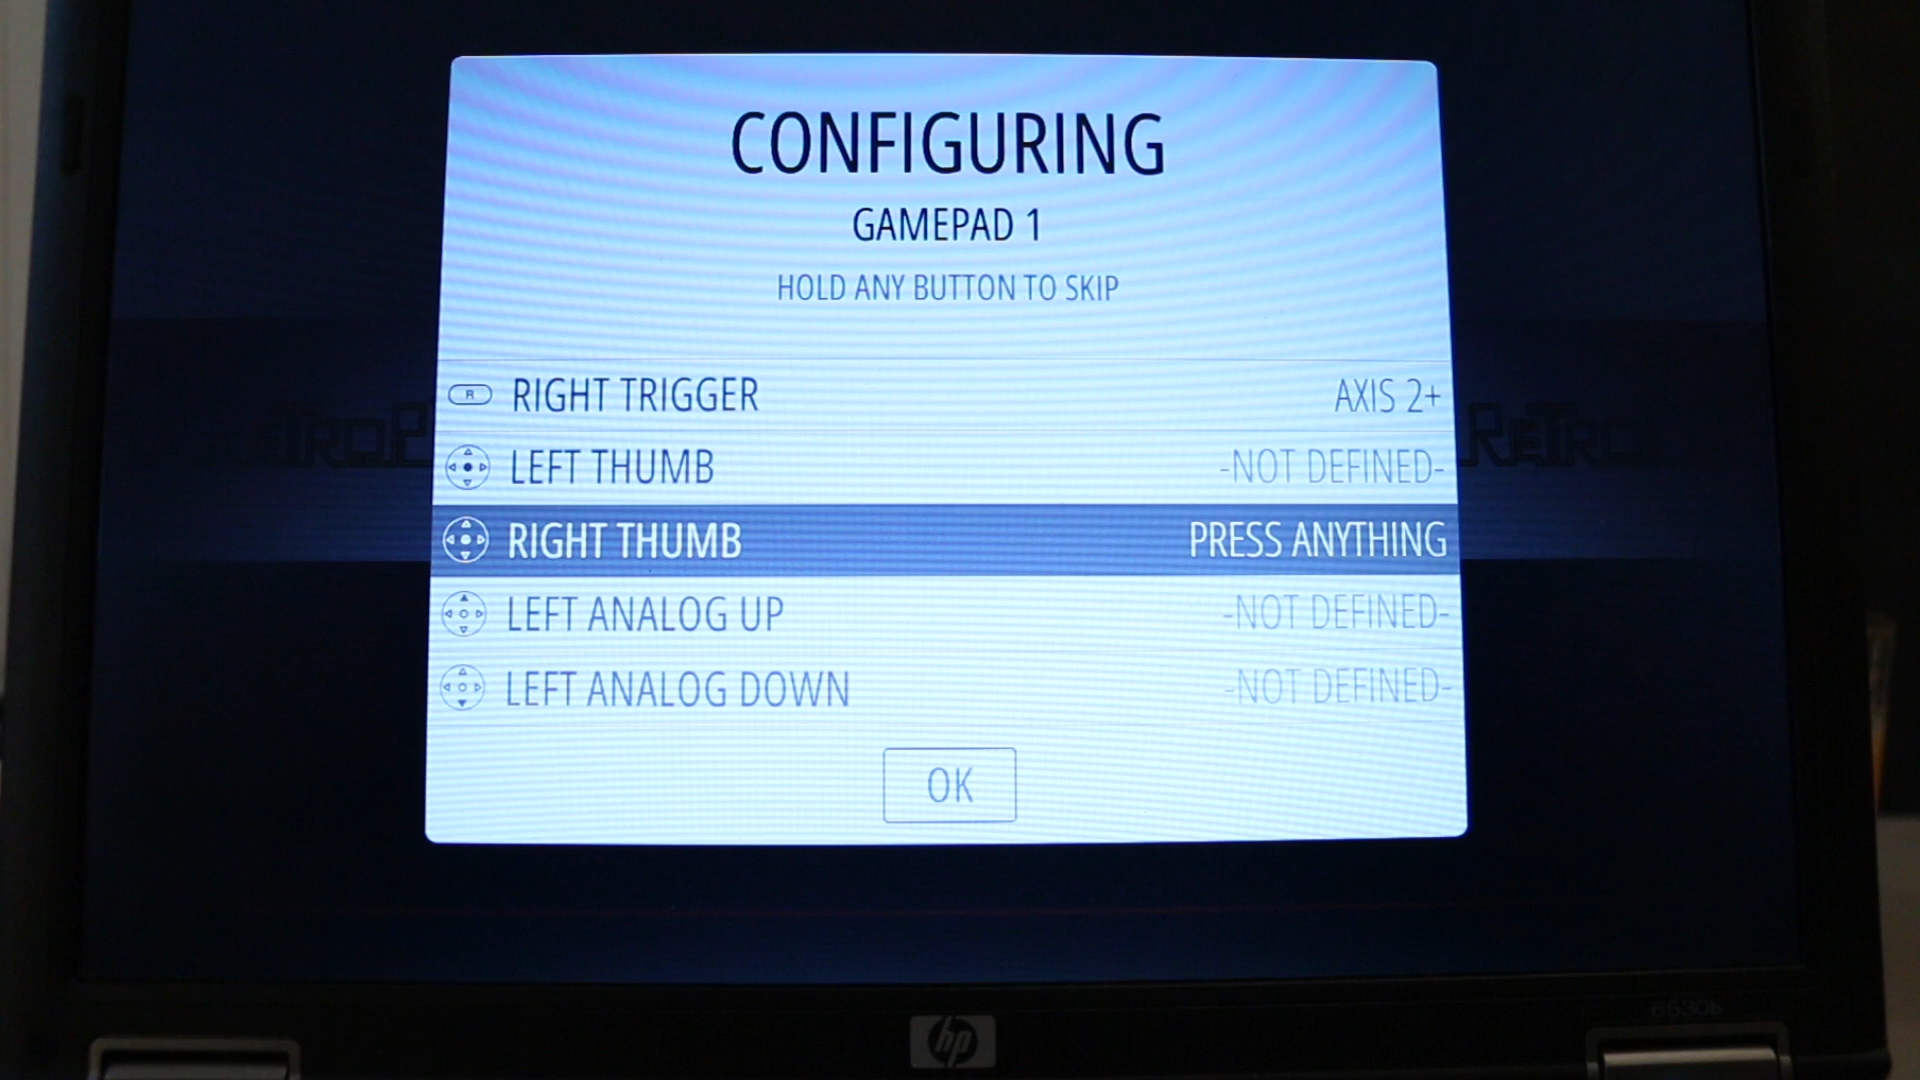 CONFIGURING
GAMEPAD 1
HOLD ANY BUTTON TO SKIP
R RIGHT TRIGGER AXIS 2+
LEFT THUMB -NOT DEFINED-
RIGHT THUMB PRESS ANYTHING
LEFT ANALOG UP -NOT DEFINED-
LEFT ANALOG DOWN -NOT DEFINED-
OK
hp